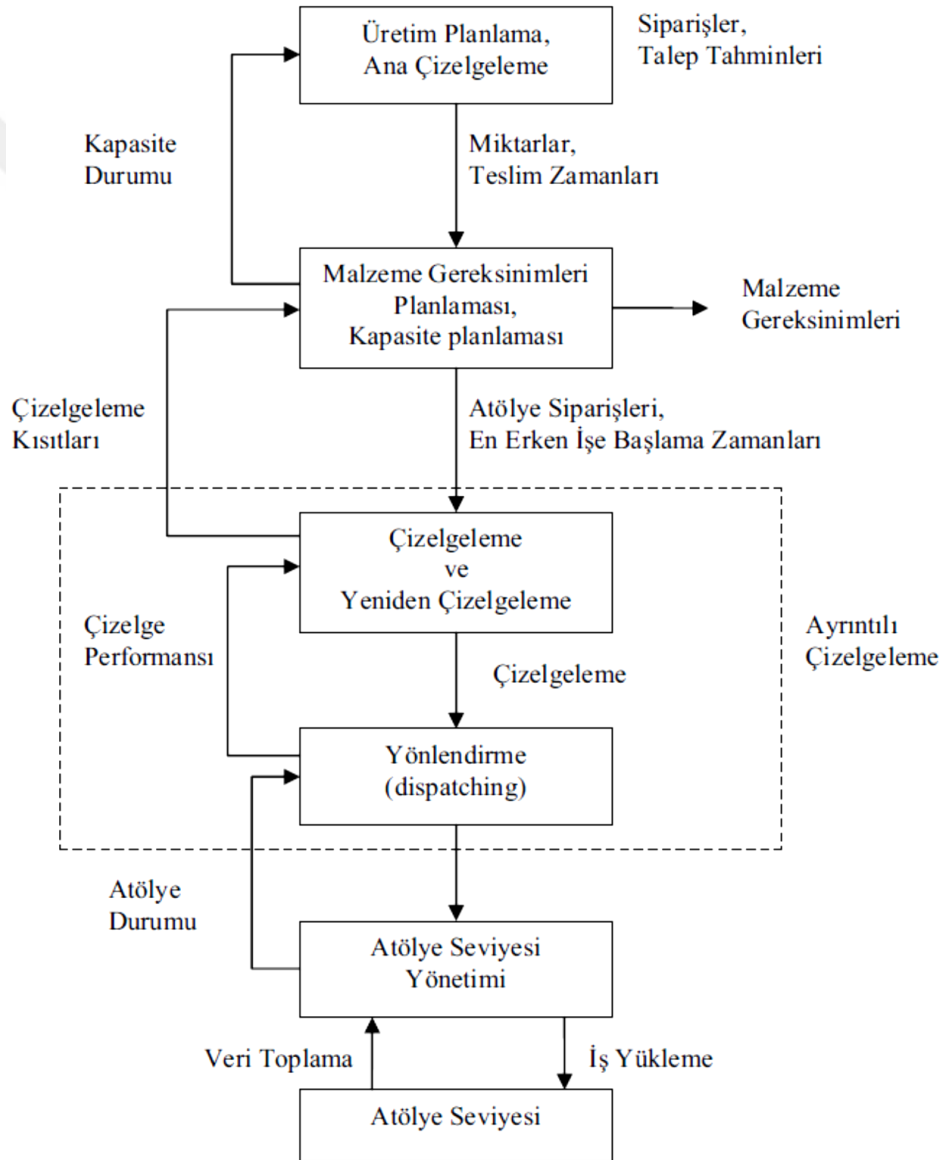 Üretim Planlama,
Ana Çizelgeleme
Siparişler,
Talep Tahminleri
Kapasite
Durumu
Miktarlar,
Teslim Zamanları
Malzeme Gereksinimleri
Planlaması,
Kapasite planlaması
Malzeme
Gereksinimleri
Çizelgeleme
Kısıtları
Atölye Siparişleri,
En Erken İşe Başlama Zamanları
Çizelgeleme
ve
Yeniden Çizelgeleme
Çizelge
Performansı
Ayrıntılı
Çizelgeleme
Çizelgeleme
Yönlendirme
(dispatching)
Atölye
Durumu
Atölye Seviyesi
Yönetimi
Veri Toplama
İş Yükleme
Atölye Seviyesi